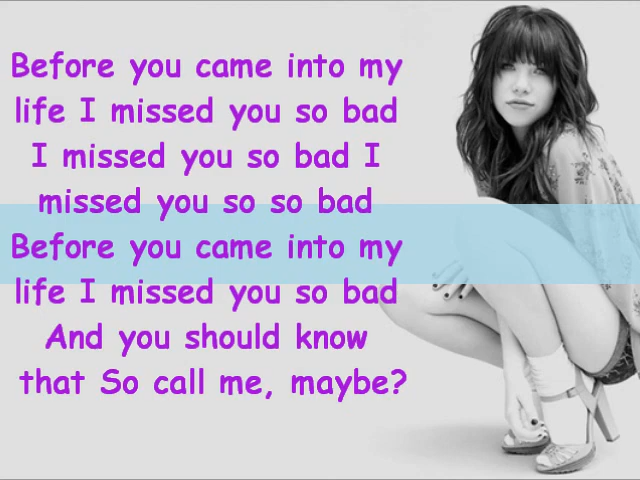 Before you came into my
life I missed you so bad
I missed you so bad I
missed you so so bad
Before you came into my
life I missed you so bad
And you should know
that So call me, maybe?